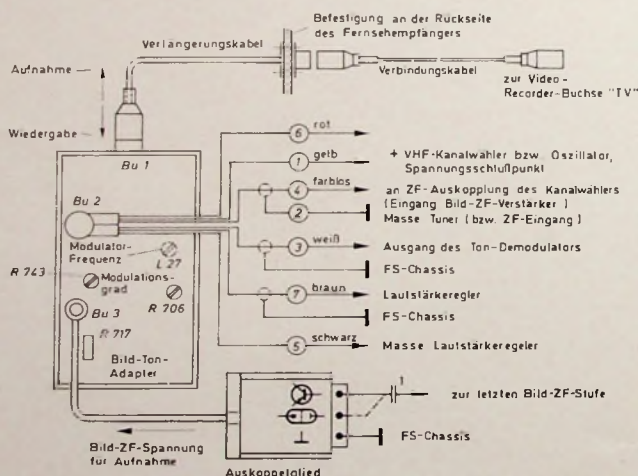 Befestigung an der Rückseite
des Fernsehempfängers
Verlängerungskabel
Aufnahme
Verbindungskabel
zur Video-
Recorder-Buchse "TV"
Wiedergabe
Bu 1
6 rot
1 gelb
+ VHF-Kanalwähler bzw Oszillator,
Spannungsschlußpunkt
Bu 2
4 farblos
an ZF-Auskopplung des Kanalwählers
(Eingang Bild-ZF-Verstärker)
2
Masse Tuner (bzw. ZF-Eingang)
Modulator-
Frequenz
L 27
3 weiß
Ausgang des Ton-Demodulators
FS-Chassis
R 743
Modulations-
grad
R 706
7 braun
Lautstärkeregler
Bu 3
FS-Chassis
R 717
5 schwarz
Masse Lautstärkeregeler
Bild-Ton-
Adapter
1
zur letzten Bild-ZF-Stufe
Bild-ZF-Spannung
für Aufnahme
FS-Chassis
Auskoppelglied